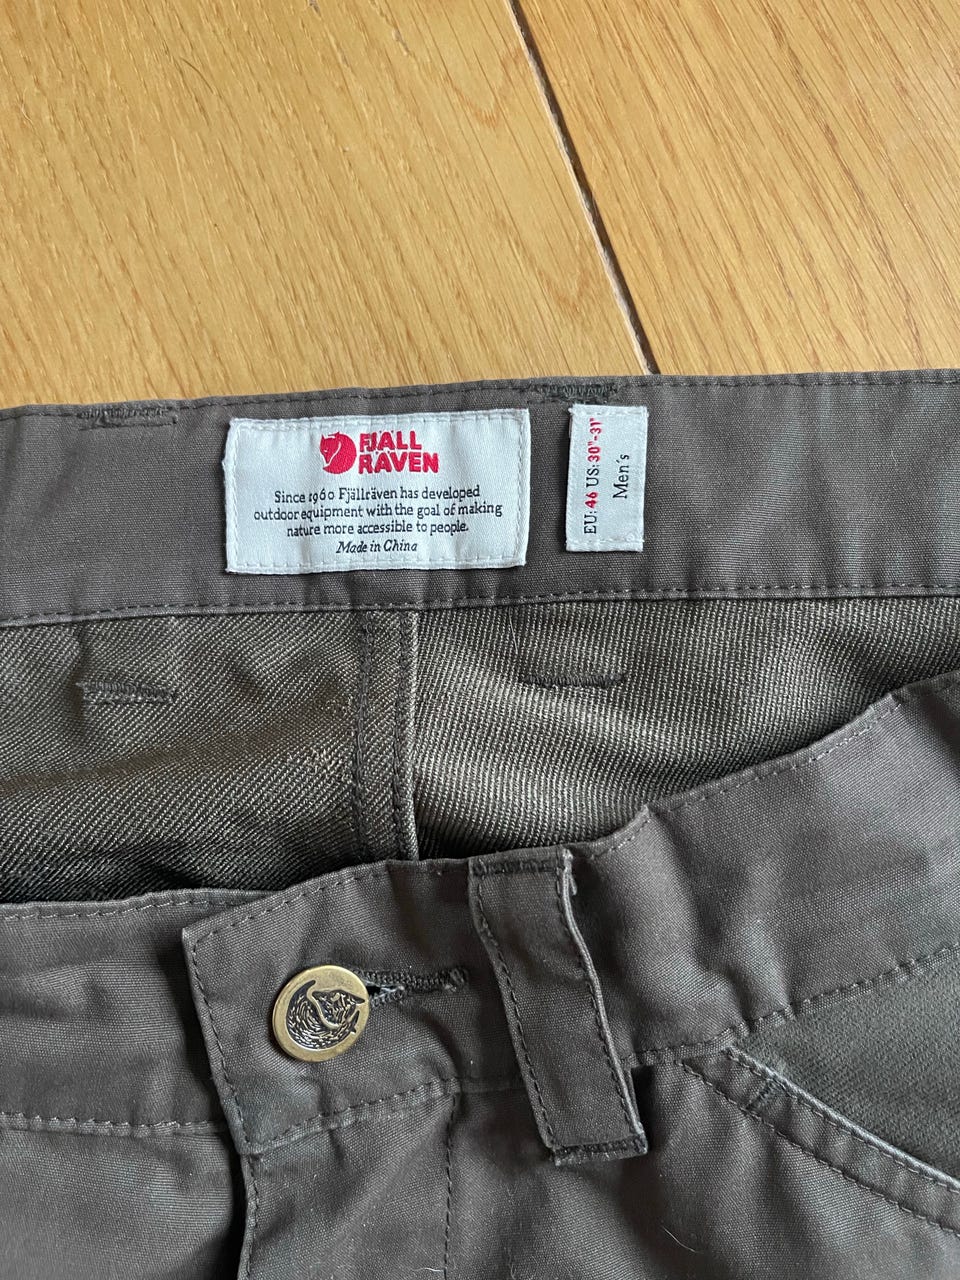 FJÄLL
RÄVEN
Since 1960 Fjällräven has developed
outdoor equipment with the goal of making
nature more accessible to people.
Made in China
EU: 46 US: 30"-31"
Men's